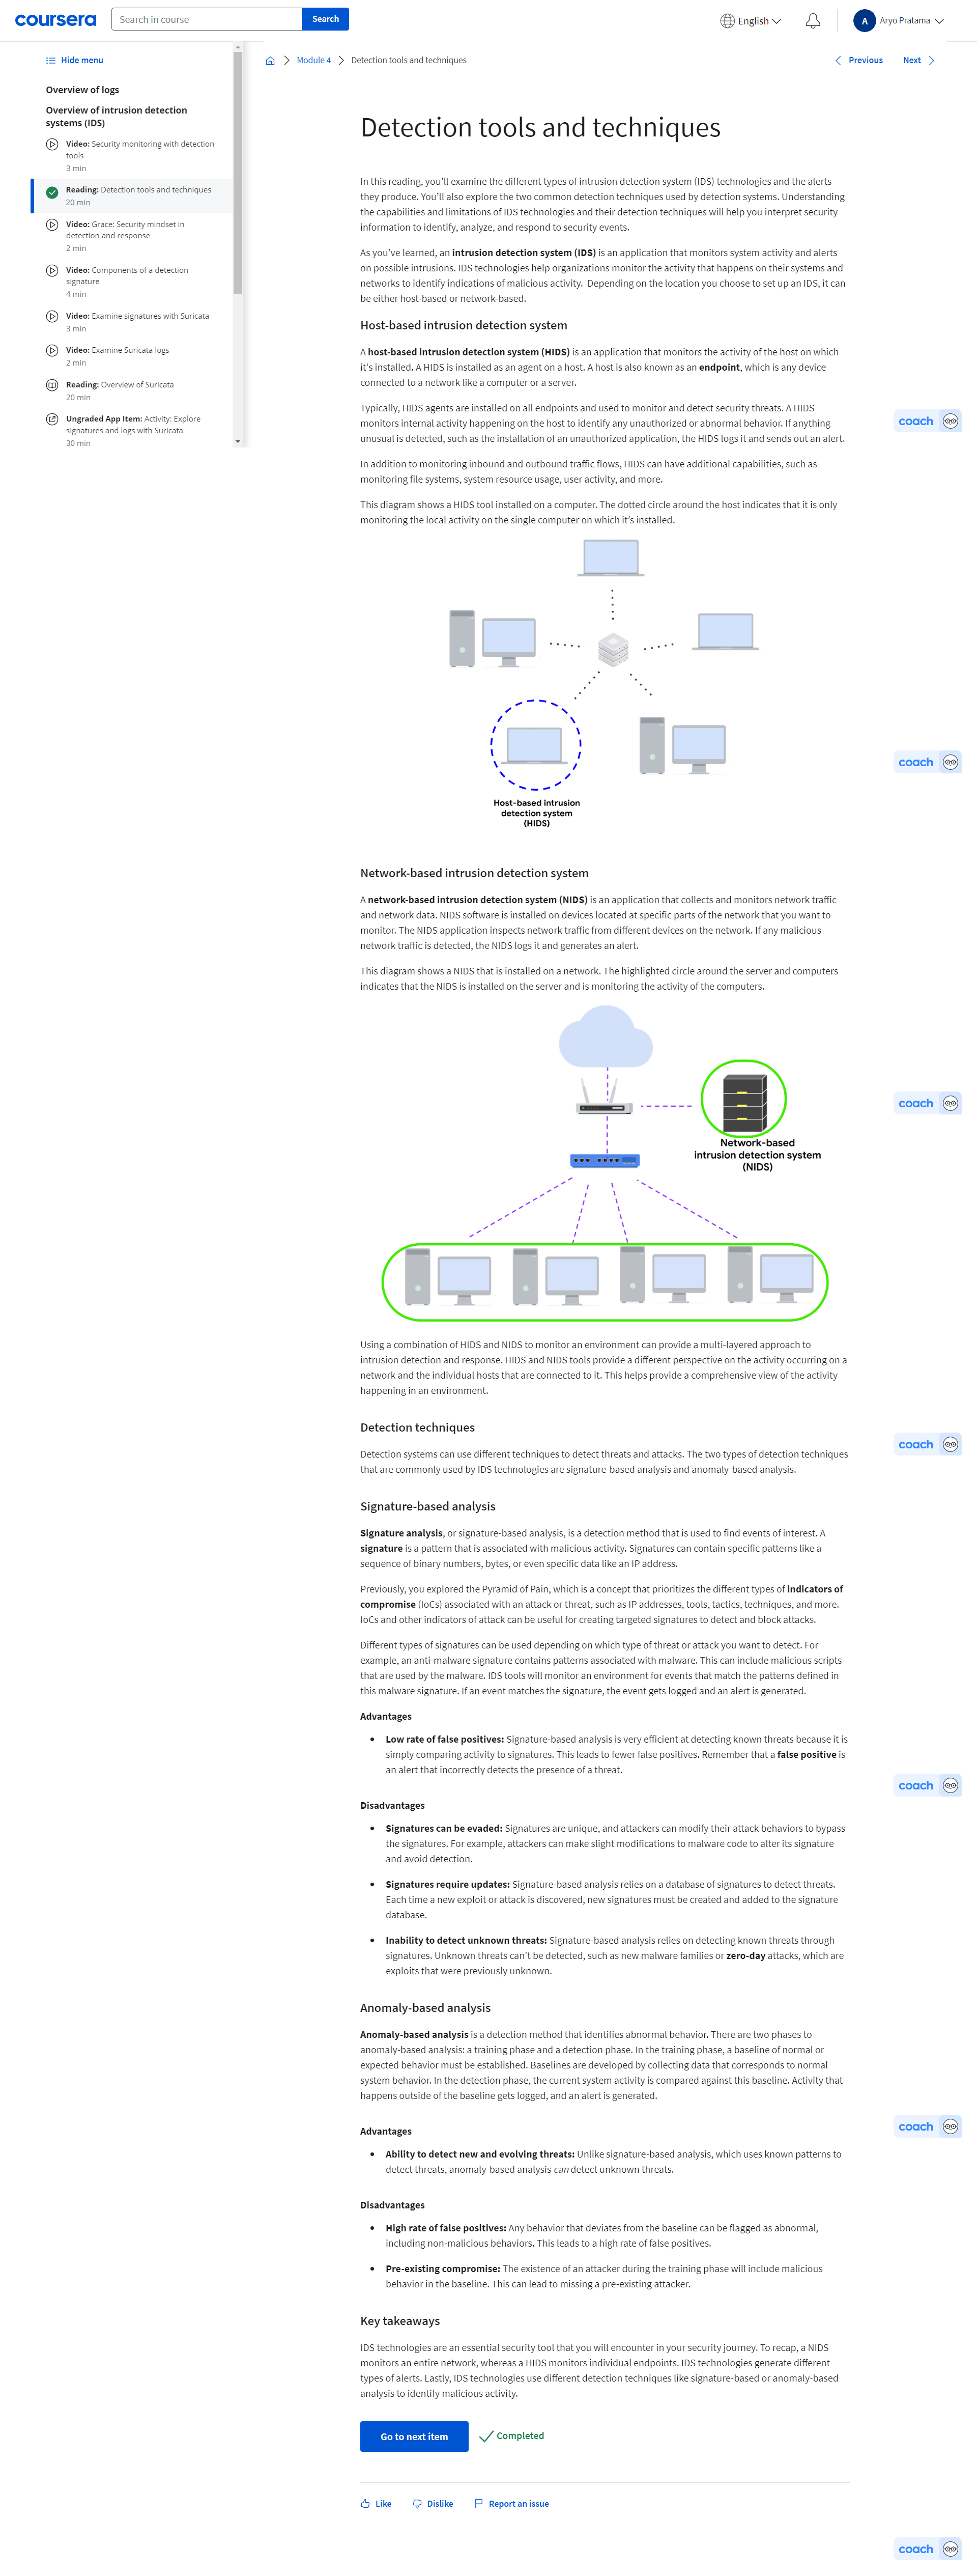 coursera
Search in course
Search
English
A
Aryo Pratama
Hide menu
Overview of logs
Overview of intrusion detection
systems (IDS)
Video: Security monitoring with detection
tools
3 min
Reading: Detection tools and techniques
20 min
Video: Grace: Security mindset in
detection and response
2 min
Video: Components of a detection
signature
4 min
Video: Examine signatures with Suricata
3 min
Video: Examine Suricata logs
2 min
Reading: Overview of Suricata
20 min
Ungraded App Item: Activity: Explore
signatures and logs with Suricata
30 min
Module 4
Detection tools and techniques
Previous
Next
Detection tools and techniques
In this reading, you'll examine the different types of intrusion detection system (IDS) technologies and the alerts
they produce. You'll also explore the two common detection techniques used by detection systems. Understanding
the capabilities and limitations of IDS technologies and their detection techniques will help you interpret security
information to identify, analyze, and respond to security events.
As you've learned, an intrusion detection system (IDS) is an application that monitors system activity and alerts
on possible intrusions. IDS technologies help organizations monitor the activity that happens on their systems and
networks to identify indications of malicious activity.  Depending on the location you choose to set up an IDS, it can
be either host-based or network-based.
Host-based intrusion detection system
A host-based intrusion detection system (HIDS) is an application that monitors the activity of the host on which
it's installed. A HIDS is installed as an agent on a host. A host is also known as an endpoint, which is any device
connected to a network like a computer or a server.
Typically, HIDS agents are installed on all endpoints and used to monitor and detect security threats. A HIDS
monitors internal activity happening on the host to identify any unauthorized or abnormal behavior. If anything
unusual is detected, such as the installation of an unauthorized application, the HIDS logs it and sends out an alert.
coach
In addition to monitoring inbound and outbound traffic flows, HIDS can have additional capabilities, such as
monitoring file systems, system resource usage, user activity, and more.
This diagram shows a HIDS tool installed on a computer. The dotted circle around the host indicates that it is only
monitoring the local activity on the single computer on which it's installed.
coach
Host-based intrusion
detection system
(HIDS)
Network-based intrusion detection system
A network-based intrusion detection system (NIDS) is an application that collects and monitors network traffic
and network data. NIDS software is installed on devices located at specific parts of the network that you want to
monitor. The NIDS application inspects network traffic from different devices on the network. If any malicious
network traffic is detected, the NIDS logs it and generates an alert.
This diagram shows a NIDS that is installed on a network. The highlighted circle around the server and computers
indicates that the NIDS is installed on the server and is monitoring the activity of the computers.
coach
Network-based
intrusion detection system
(NIDS)
Using a combination of HIDS and NIDS to monitor an environment can provide a multi-layered approach to
intrusion detection and response. HIDS and NIDS tools provide a different perspective on the activity occurring on a
network and the individual hosts that are connected to it. This helps provide a comprehensive view of the activity
happening in an environment.
Detection techniques
coach
Detection systems can use different techniques to detect threats and attacks. The two types of detection techniques
that are commonly used by IDS technologies are signature-based analysis and anomaly-based analysis.
Signature-based analysis
Signature analysis, or signature-based analysis, is a detection method that is used to find events of interest. A
signature is a pattern that is associated with malicious activity. Signatures can contain specific patterns like a
sequence of binary numbers, bytes, or even specific data like an IP address.
Previously, you explored the Pyramid of Pain, which is a concept that prioritizes the different types of indicators of
compromise (IoCs) associated with an attack or threat, such as IP addresses, tools, tactics, techniques, and more.
IoCs and other indicators of attack can be useful for creating targeted signatures to detect and block attacks.
Different types of signatures can be used depending on which type of threat or attack you want to detect. For
example, an anti-malware signature contains patterns associated with malware. This can include malicious scripts
that are used by the malware. IDS tools will monitor an environment for events that match the patterns defined in
this malware signature. If an event matches the signature, the event gets logged and an alert is generated.
Advantages
Low rate of false positives: Signature-based analysis is very efficient at detecting known threats because it is
simply comparing activity to signatures. This leads to fewer false positives. Remember that a false positive is
an alert that incorrectly detects the presence of a threat.
coach
Disadvantages
Signatures can be evaded: Signatures are unique, and attackers can modify their attack behaviors to bypass
the signatures. For example, attackers can make slight modifications to malware code to alter its signature
and avoid detection.
Signatures require updates: Signature-based analysis relies on a database of signatures to detect threats.
Each time a new exploit or attack is discovered, new signatures must be created and added to the signature
database.
Inability to detect unknown threats: Signature-based analysis relies on detecting known threats through
signatures. Unknown threats can't be detected, such as new malware families or zero-day attacks, which are
exploits that were previously unknown.
Anomaly-based analysis
Anomaly-based analysis is a detection method that identifies abnormal behavior. There are two phases to
anomaly-based analysis: a training phase and a detection phase. In the training phase, a baseline of normal or
expected behavior must be established. Baselines are developed by collecting data that corresponds to normal
system behavior. In the detection phase, the current system activity is compared against this baseline. Activity that
happens outside of the baseline gets logged, and an alert is generated.
coach
Advantages
Ability to detect new and evolving threats: Unlike signature-based analysis, which uses known patterns to
detect threats, anomaly-based analysis can detect unknown threats.
Disadvantages
High rate of false positives: Any behavior that deviates from the baseline can be flagged as abnormal,
including non-malicious behaviors. This leads to a high rate of false positives.
Pre-existing compromise: The existence of an attacker during the training phase will include malicious
behavior in the baseline. This can lead to missing a pre-existing attacker.
Key takeaways
IDS technologies are an essential security tool that you will encounter in your security journey. To recap, a NIDS
monitors an entire network, whereas a HIDS monitors individual endpoints. IDS technologies generate different
types of alerts. Lastly, IDS technologies use different detection techniques like signature-based or anomaly-based
analysis to identify malicious activity.
Go to next item
Completed
Like
Dislike
Report an issue
coach